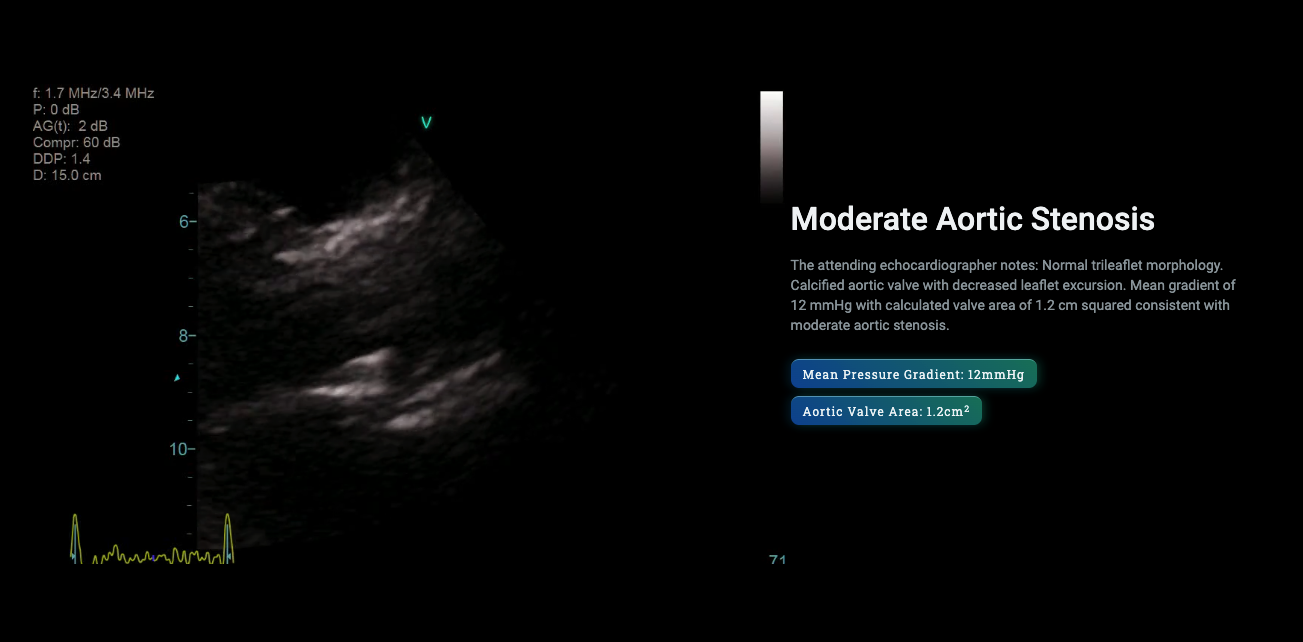 f: 1.7 MHz/3.4 MHz
P: 0 dB
AG(t): 2 dB
Compr: 60 dB
DDP: 1.4
D: 15.0 cm
V
6
8
10
71
Moderate Aortic Stenosis
The attending echocardiographer notes: Normal trileaflet morphology.
Calcified aortic valve with decreased leaflet excursion. Mean gradient of
12 mmHg with calculated valve area of 1.2 cm squared consistent with
moderate aortic stenosis.
Mean Pressure Gradient: 12mmHg
Aortic Valve Area: 1.2cm²